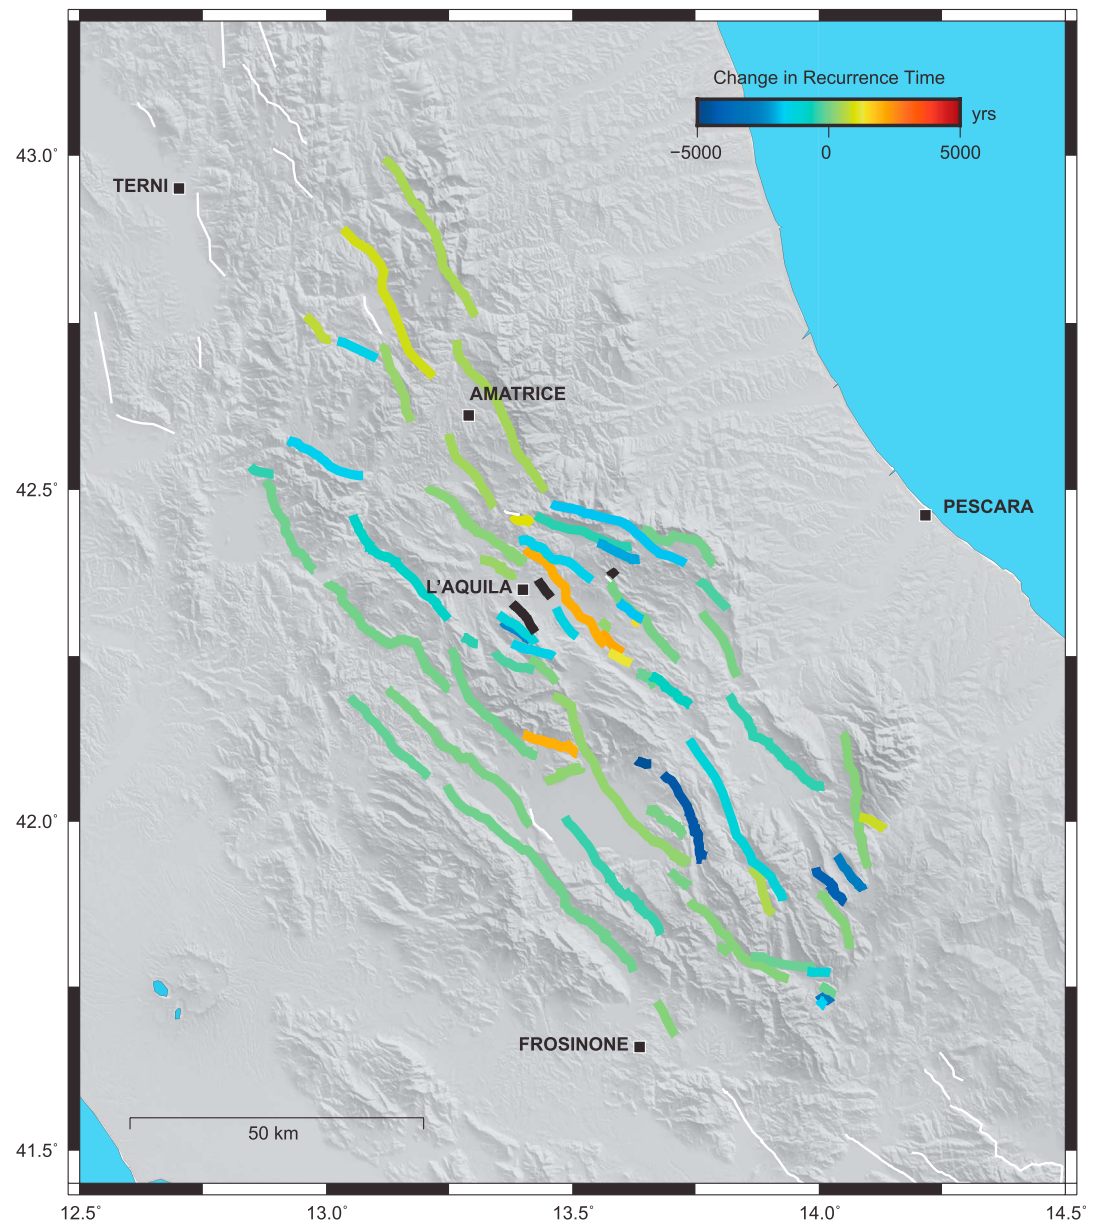 Change in Recurrence Time
yrs
−5000 0 5000
43.0°
TERNI
AMATRICE
42.5°
PESCARA
L'AQUILA
42.0°
FROSINONE
50 km
41.5°
12.5° 13.0° 13.5° 14.0° 14.5°